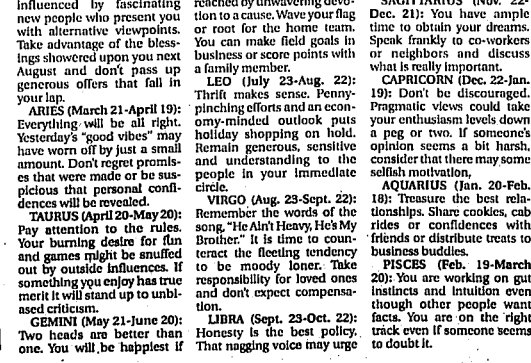 influenced by fascinating
new people who present you
with alternative viewpoints.
Take advantage of the bless-
ings showered upon you next
August and don't pass up
generous offers that fall in
your lap.
ARIES (March 21-April 19):
Everything will be all right.
Yesterday's "good vibes" may
have worn off by just a small
amount. Don't regret promis-
es that were made or be sus-
picious that personal confi-
dences will be revealed.
TAURUS (April 20-May 20):
Pay attention to the rules.
Your burning desire for fun
and games might be snuffed
out by outside influences. If
something you enjoy has true
merit it will stand up to unbi-
ased criticism.
GEMINI (May 21-June 20):
Two heads are better than
one. You will be happiest if
reached by unwavering devo-
tion to a cause. Wave your flag
or root for the home team.
You can make field goals in
business or score points with
a family member.
LEO (July 23-Aug. 22):
Thrift makes sense. Penny-
pinching efforts and an econ-
omy-minded outlook puts
holiday shopping on hold.
Remain generous, sensitive
and understanding to the
people in your immediate
circle.
VIRGO (Aug. 23-Sept. 22):
Remember the words of the
song, "He Ain't Heavy, He's My
Brother." It is time to coun-
teract the fleeting tendency
to be moody loner. Take
responsibility for loved ones
and don't expect compensa-
tion.
LIBRA (Sept. 23-Oct. 22):
Honesty is the best policy.
That nagging voice may urge
SAGITTARIUS (Nov. 22-
Dec. 21): You have ample
time to obtain your dreams.
Speak frankly to co-workers
or neighbors and discuss
what is really important.
CAPRICORN (Dec. 22-Jan.
19): Don't be discouraged.
Pragmatic views could take
your enthusiasm levels down
a peg or two. If someone's
opinion seems a bit harsh,
consider that there may some
selfish motivation.
AQUARIUS (Jan. 20-Feb.
18): Treasure the best rela-
tionships. Share cookies, cab
rides or confidences with
friends or distribute treats to
business buddies.
PISCES (Feb. 19-March
20): You are working on gut
instincts and intuition even
though other people want
facts. You are on the right
track even if someone seems
to doubt it.